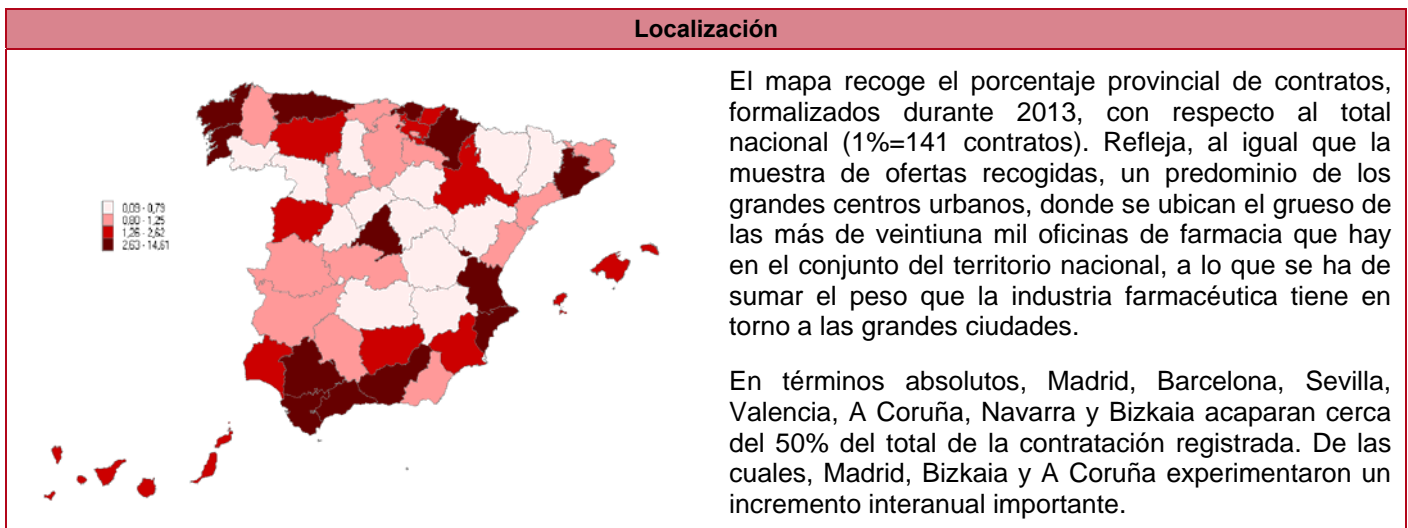 Localización
0,09 - 0,79
0,80 - 1,25
1,26 - 2,62
2,63 - 14,61
El mapa recoge el porcentaje provincial de contratos,
formalizados durante 2013, con respecto al total
nacional (1%=141 contratos). Refleja, al igual que la
muestra de ofertas recogidas, un predominio de los
grandes centros urbanos, donde se ubican el grueso de
las más de veintiuna mil oficinas de farmacia que hay
en el conjunto del territorio nacional, a lo que se ha de
sumar el peso que la industria farmacéutica tiene en
torno a las grandes ciudades.
En términos absolutos, Madrid, Barcelona, Sevilla,
Valencia, A Coruña, Navarra y Bizkaia acaparan cerca
del 50% del total de la contratación registrada. De las
cuales, Madrid, Bizkaia y A Coruña experimentaron un
incremento interanual importante.